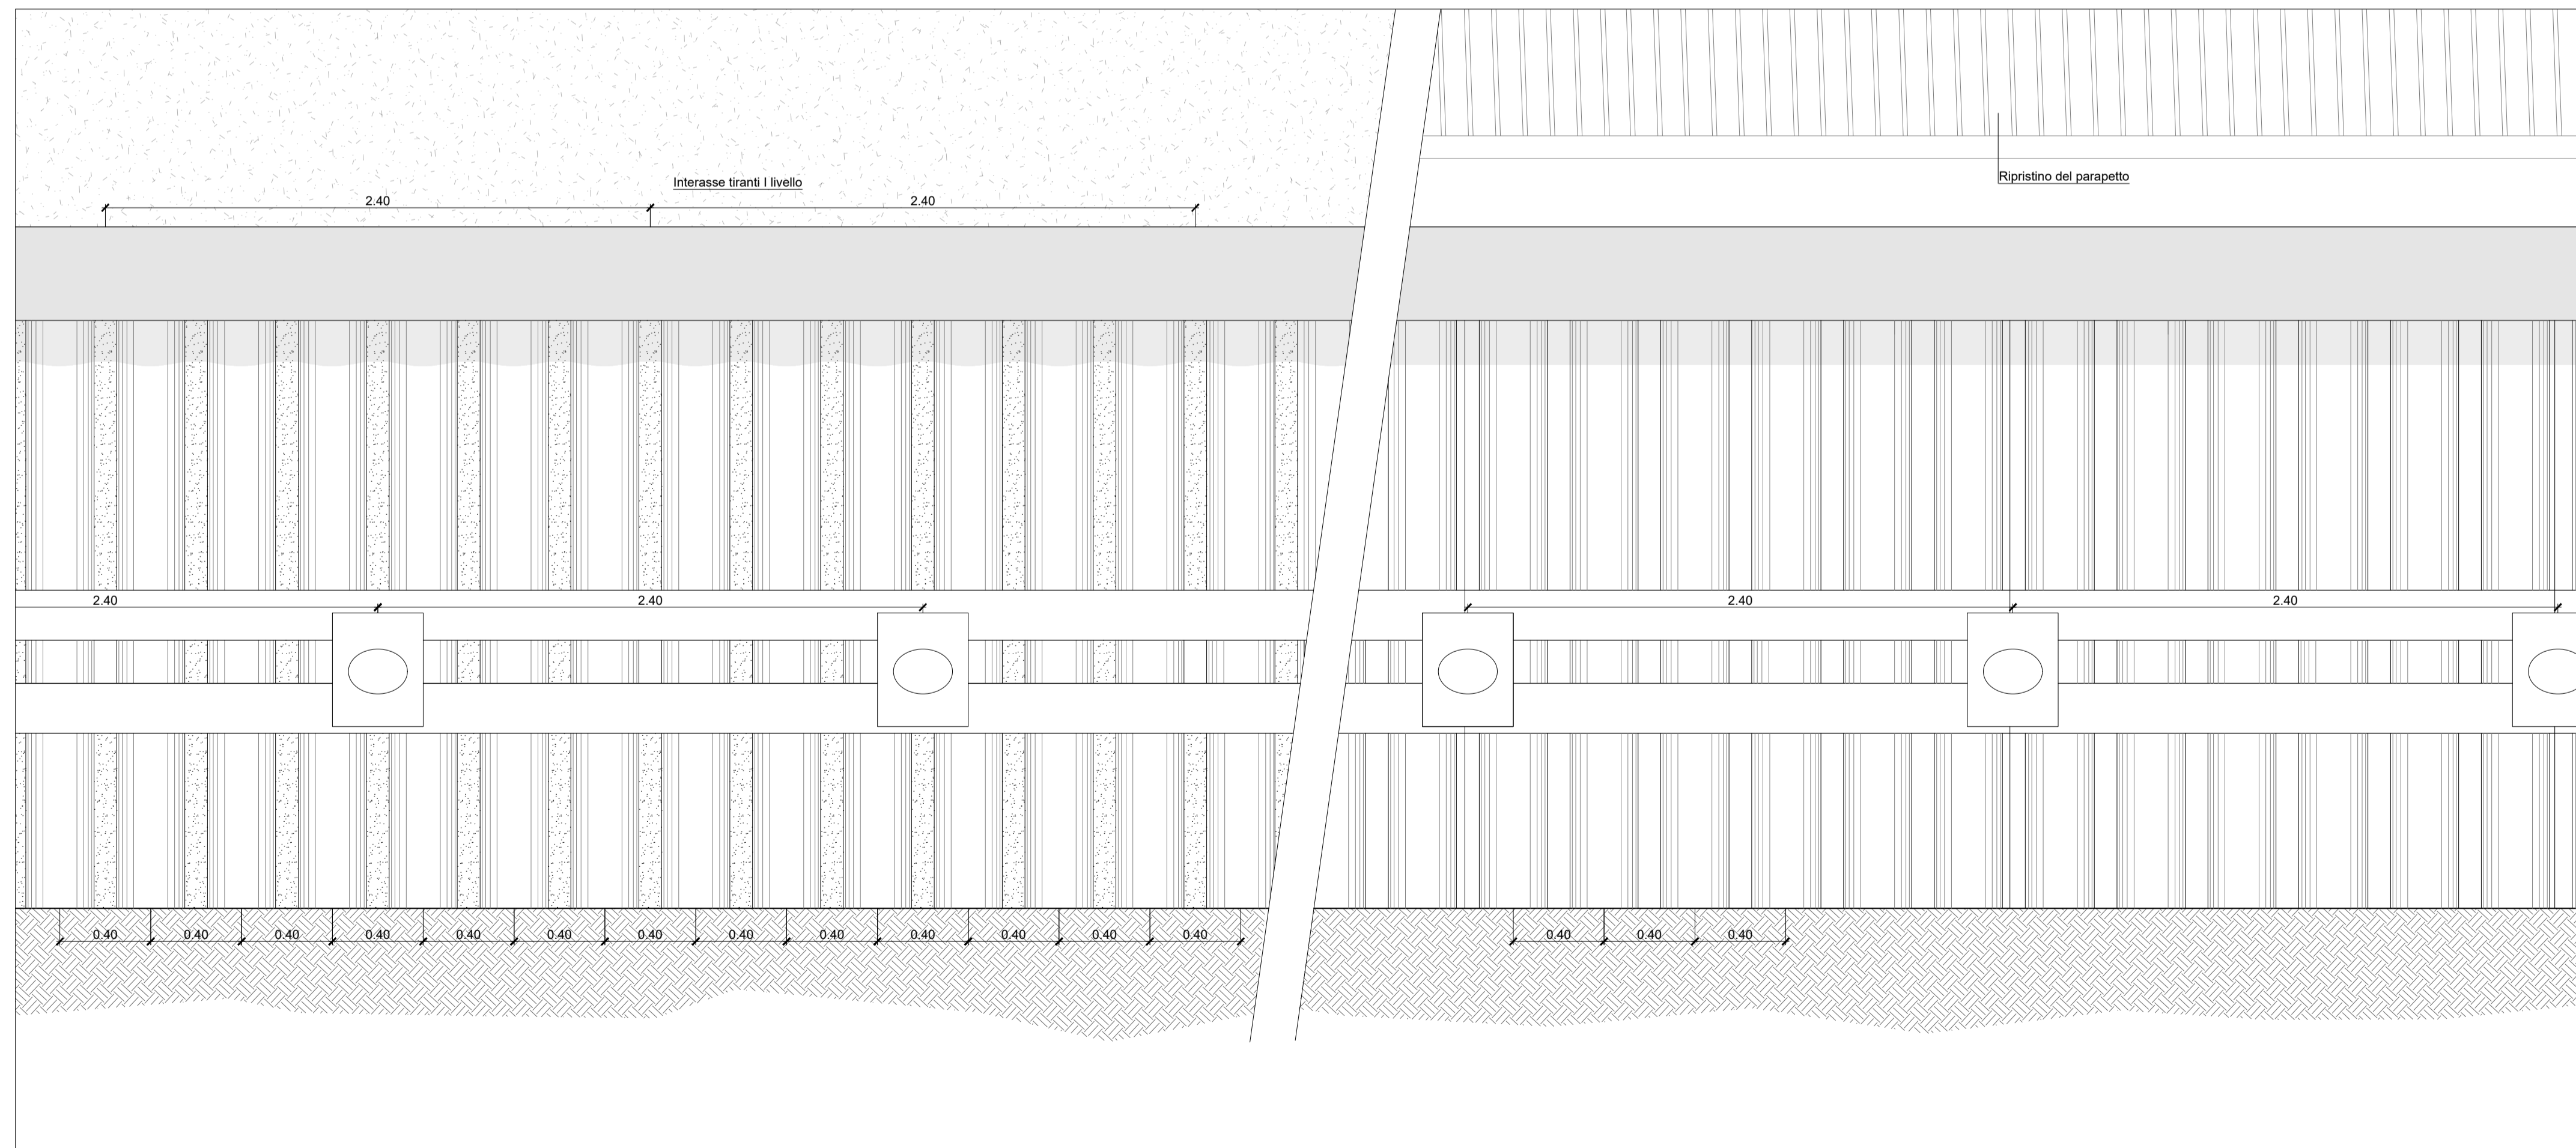 Ripristino del parapetto
Interasse tiranti I livello
2.40 2.40
2.40 2.40 2.40 2.40
0.40 0.40 0.40 0.40 0.40 0.40 0.40 0.40 0.40 0.40 0.40 0.40 0.40 0.40 0.40 0.40